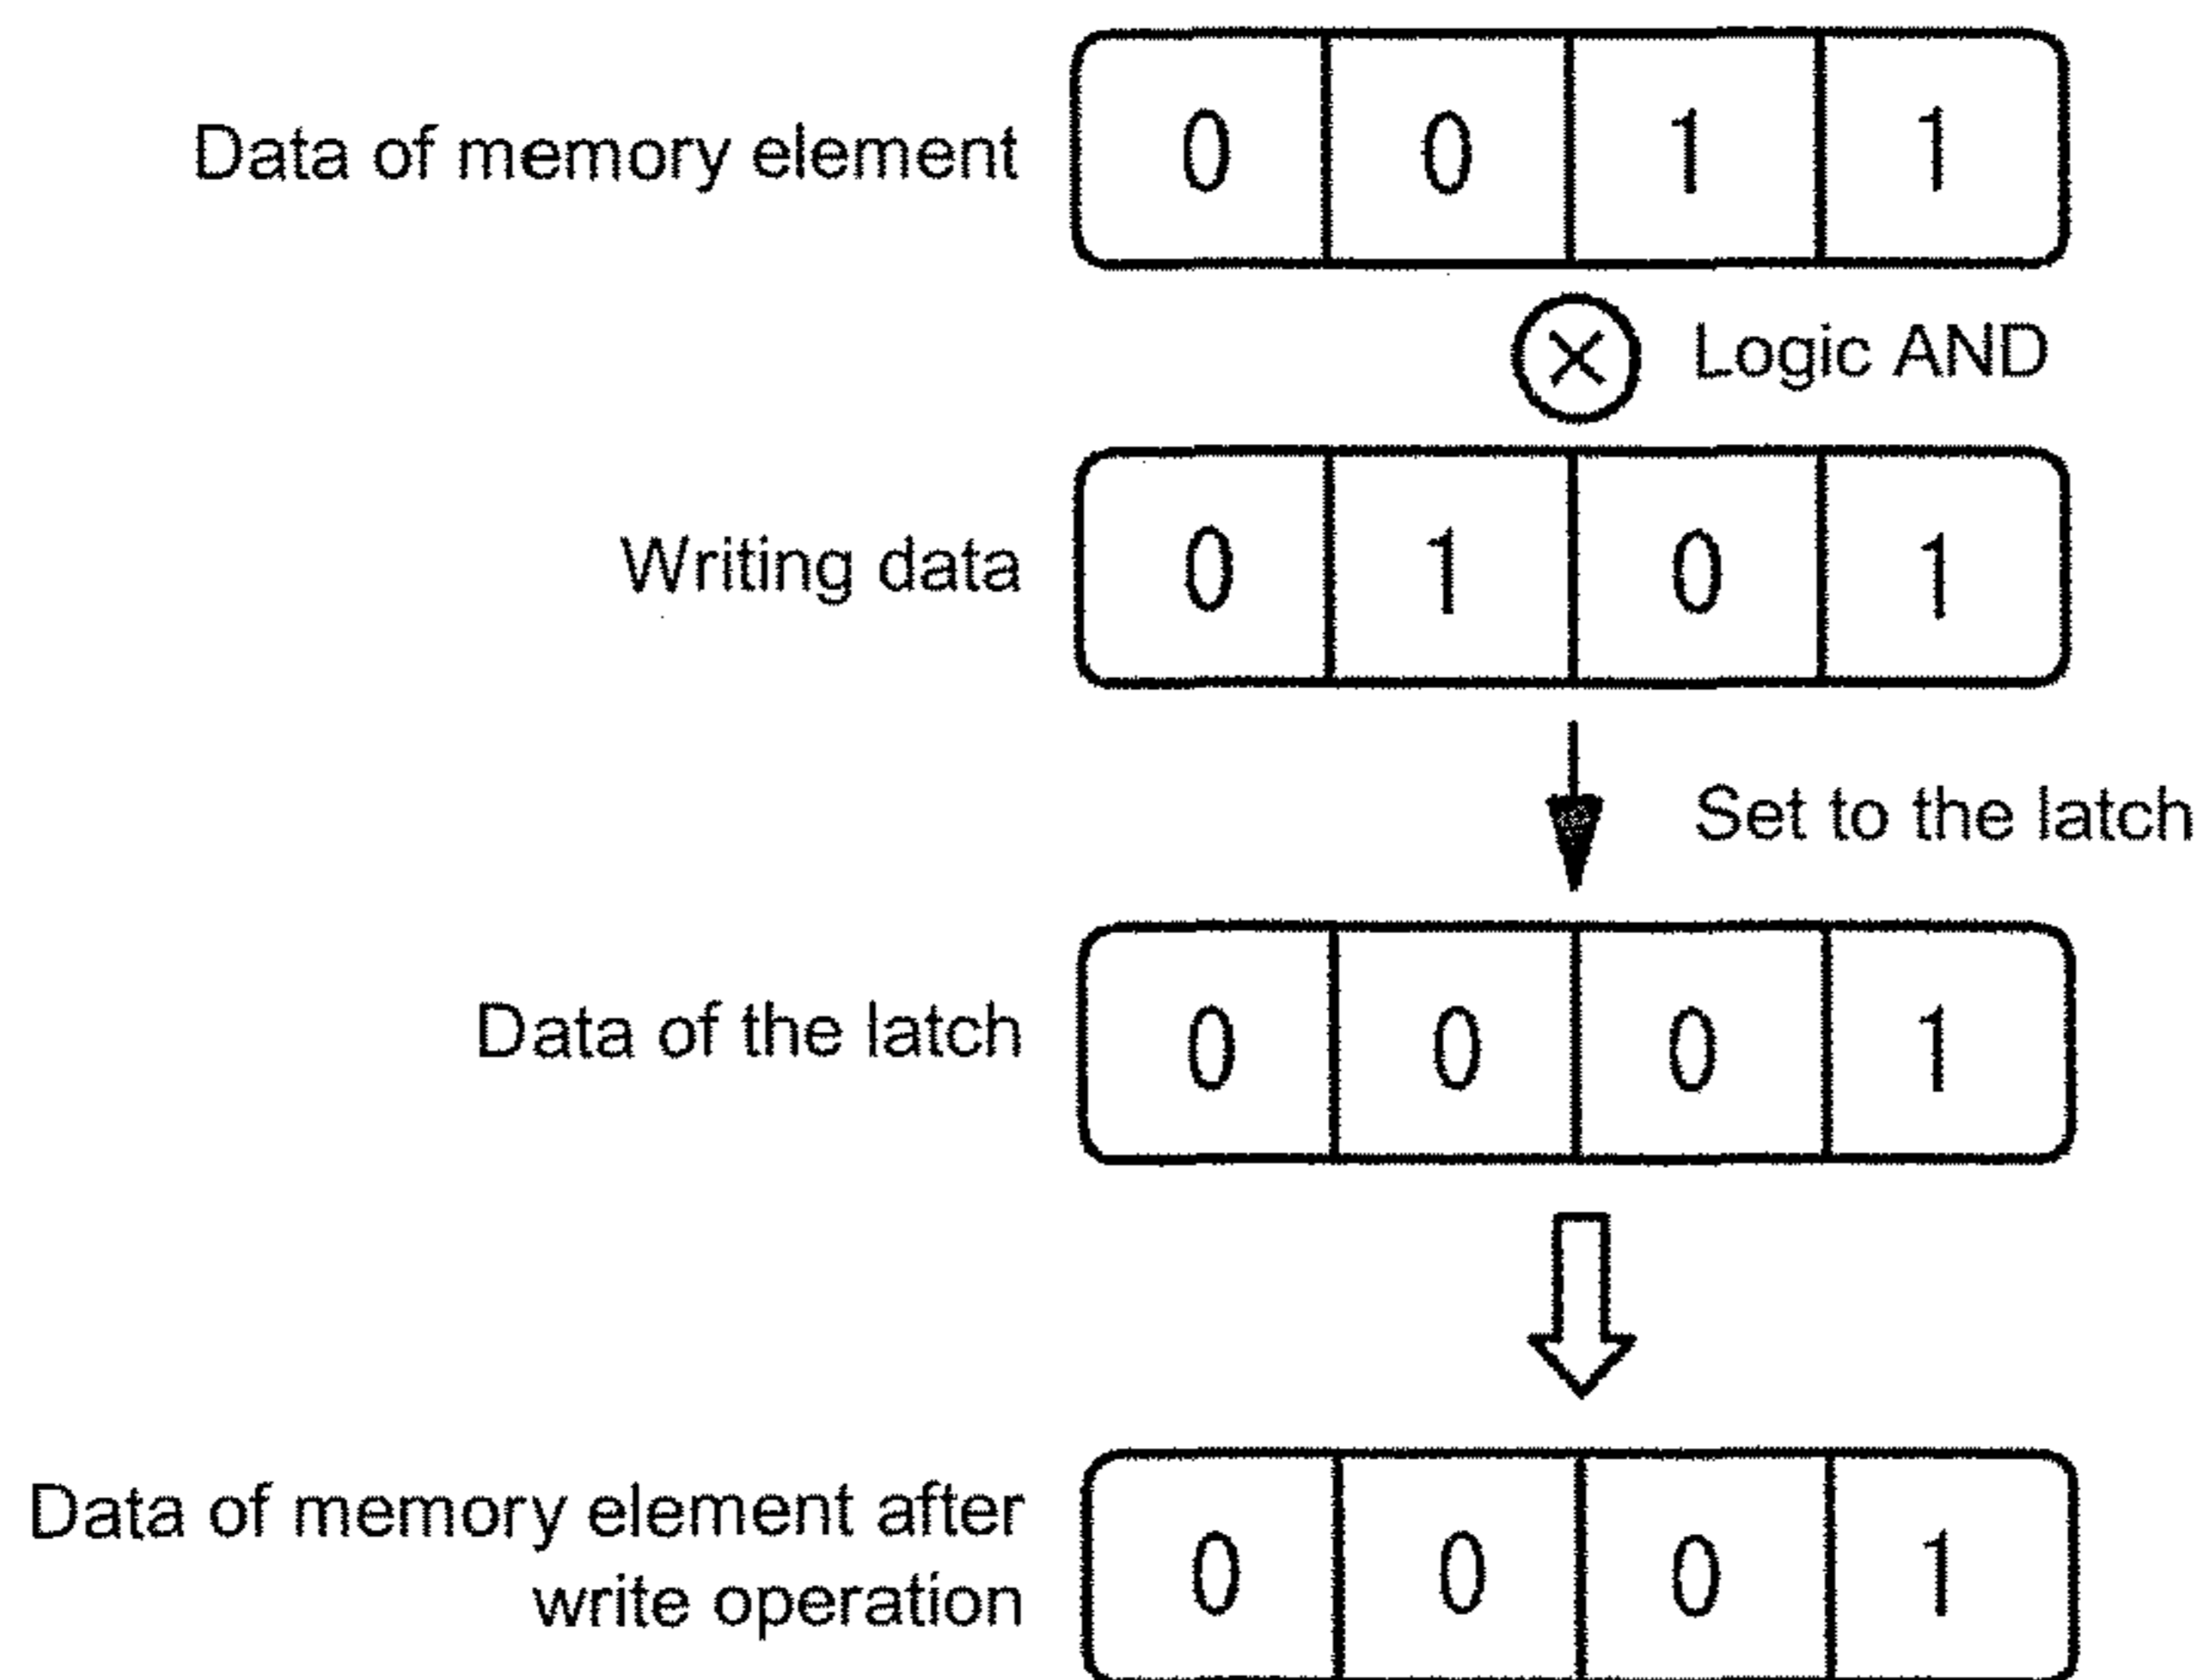 Data of memory element 0 0 1 1
Logic AND
Writing data 0 1 0 1
Set to the latch
Data of the latch 0 0 0 1
Data of memory element after
write operation 0 0 0 1